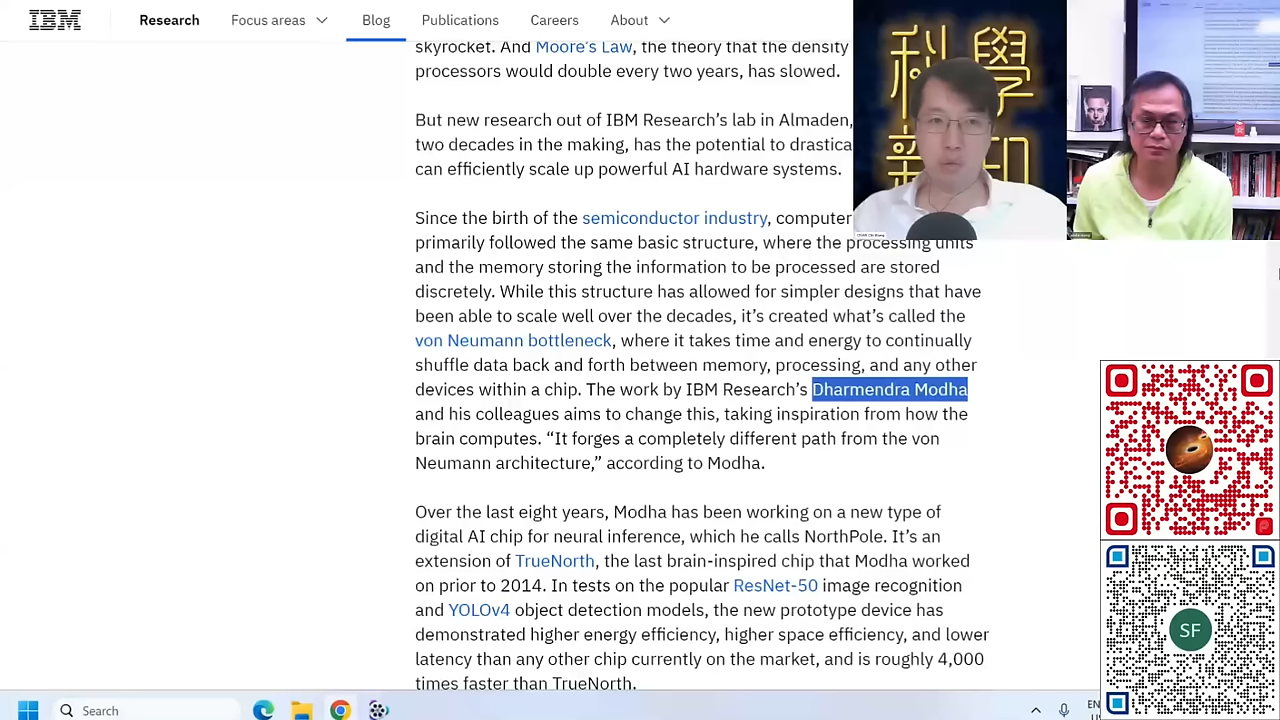 IBM
Research
Focus areas
Blog
Publications
Careers
About
skyrocket. And Moore's Law, the theory that the density
processors would double every two years, has
But new research out of IBM Research's lab in Almaden,
two decades in the making, has the potential to drastica
can efficiently scale up powerful AI hardware systems.
Since the birth of the semiconductor industry, computer
primarily followed the same basic structure, where the processing units
and the memory storing the information to be processed are stored
discretely. While this structure has allowed for simpler designs that have
been able to scale well over the decades, it's created what's called the
von Neumann bottleneck, where it takes time and energy to continually
shuffle data back and forth between memory, processing, and any other
devices within a chip. The work by IBM Research's Dharmendra Modha
and his colleagues aims to change this, taking inspiration from how the
brain computes. "It forges a completely different path from the von
Neumann architecture," according to Modha.
Over the last eight years, Modha has been working on a new type of
digital AI chip for neural inference, which he calls NorthPole. It's an
extension of TrueNorth, the last brain-inspired chip that Modha worked
on prior to 2014. In tests on the popular ResNet-50 image recognition
and YOLOv4 object detection models, the new prototype device has
demonstrated higher energy efficiency, higher space efficiency, and lower
latency than any other chip currently on the market, and is roughly 4,000
times faster than TrueNorth.
科學
新知
SF
Search
EN